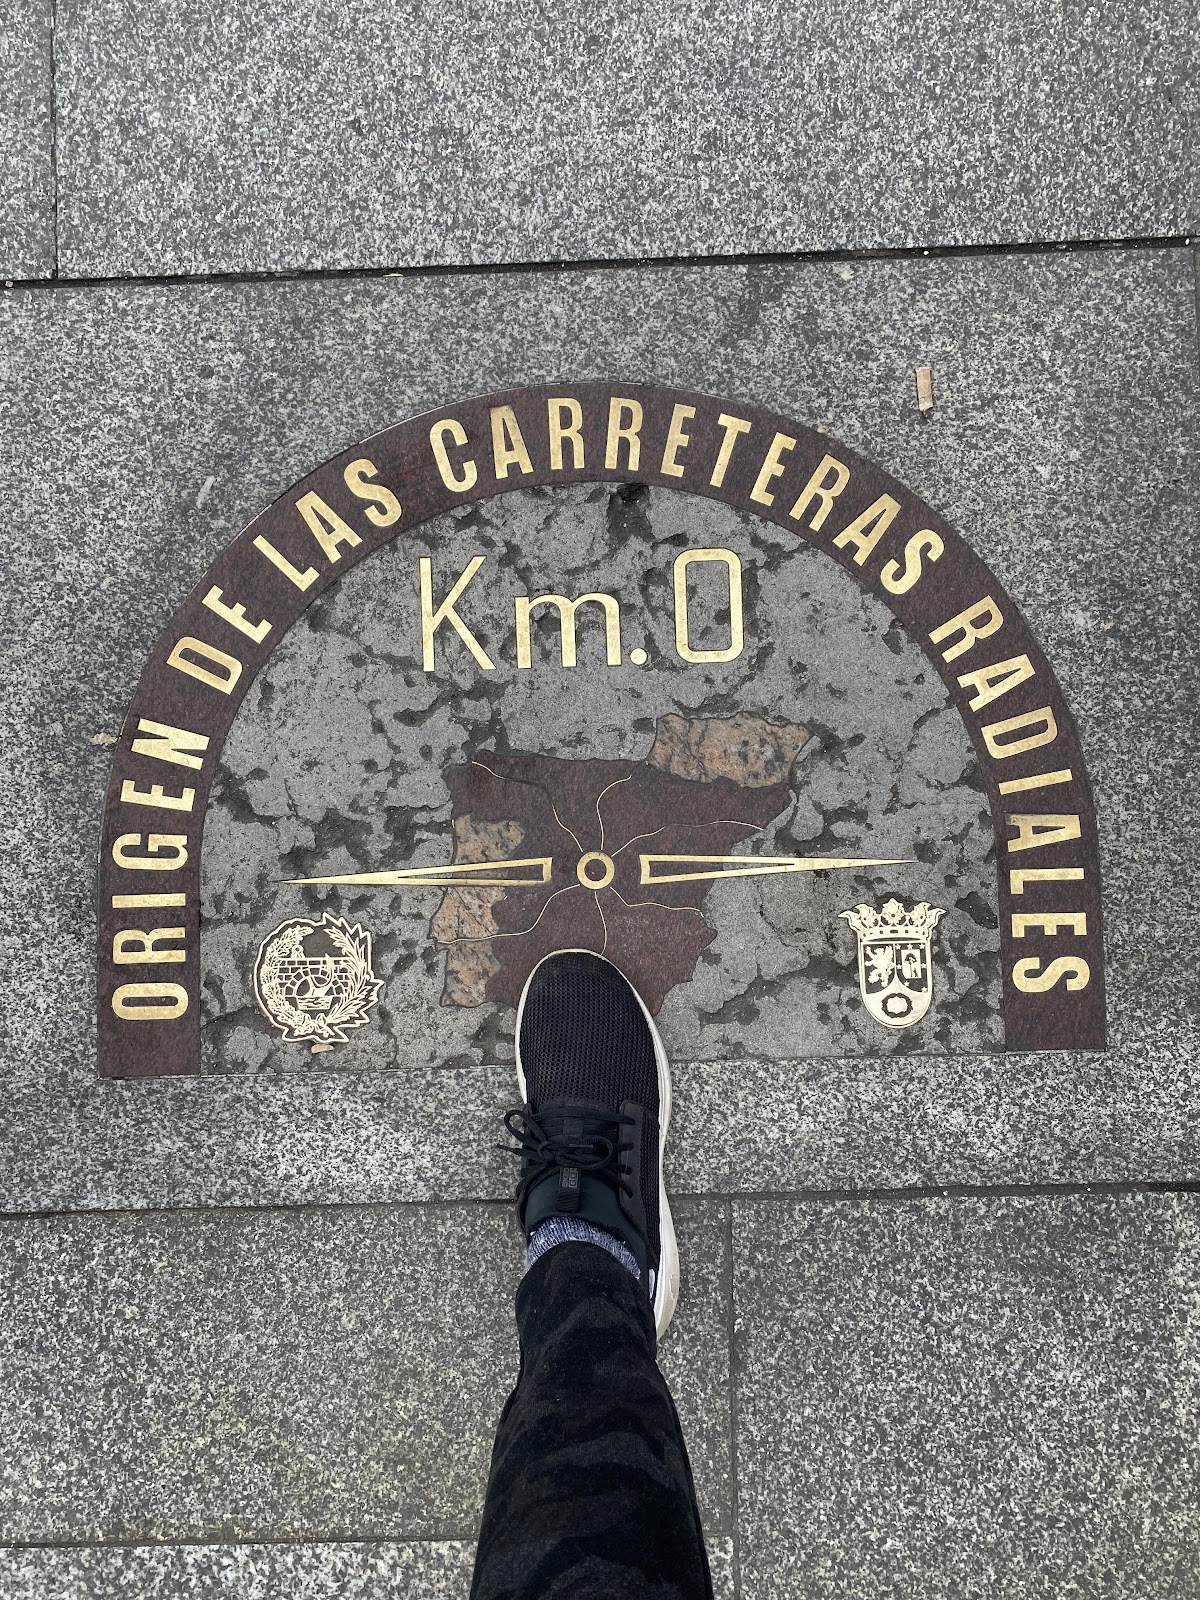 ORIGEN DE LAS CARRETERAS RADIALES
Km.0